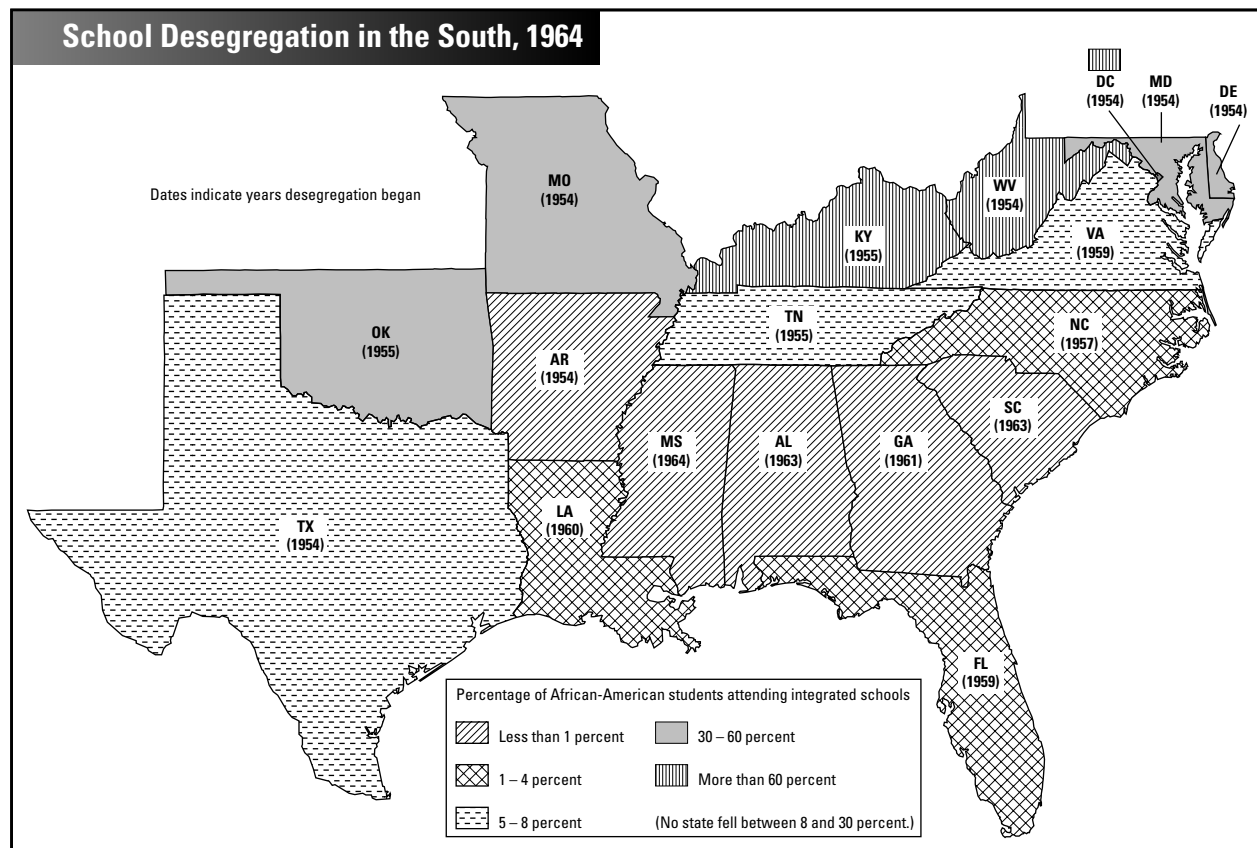 School Desegregation in the South, 1964
Dates indicate years desegregation began
DC
(1954)
MD
(1954)
DE
(1954)
MO
(1954)
WV
(1954)
KY
(1955)
VA
(1959)
OK
(1955)
TN
(1955)
NC
(1957)
AR
(1954)
SC
(1963)
MS
(1964)
AL
(1963)
GA
(1961)
LA
(1960)
TX
(1954)
FL
(1959)
Percentage of African-American students attending integrated schools
Less than 1 percent
30 – 60 percent
1 – 4 percent
More than 60 percent
5 – 8 percent
(No state fell between 8 and 30 percent.)